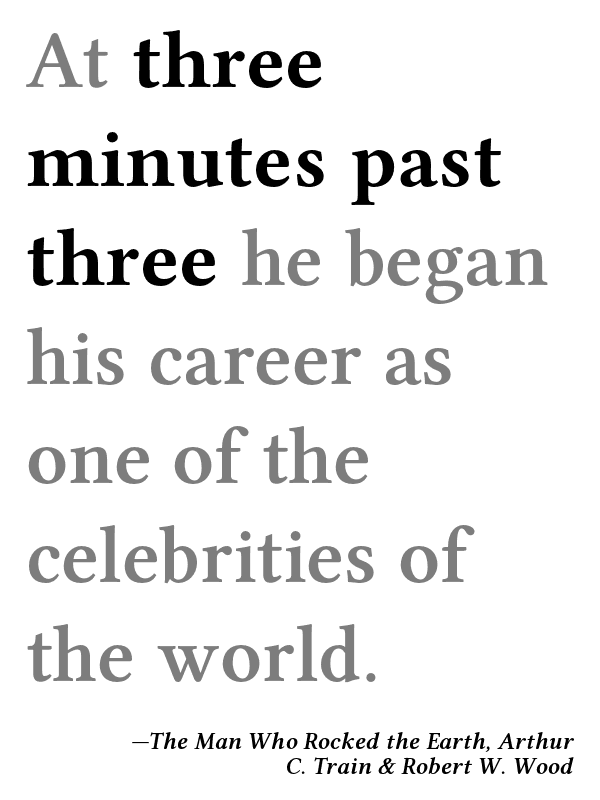 At three
minutes past
three he began
his career as
one of the
celebrities of
the world.
—The Man Who Rocked the Earth, Arthur
C. Train & Robert W. Wood